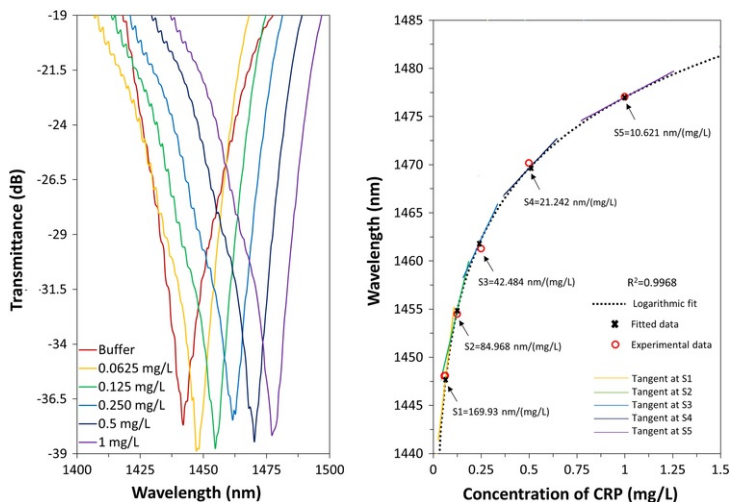 -19
-21.5
-24
-26.5
-29
-31.5
-34
-36.5
-39
Transmittance (dB)
Buffer
0.0625 mg/L
0.125 mg/L
0.250 mg/L
0.5 mg/L
1 mg/L
1400
1425
1450
1475
1500
Wavelength (nm)
1485
1480
1475
1470
1465
1460
1455
1450
1445
1440
Wavelength (nm)
S5=10.621 nm/(mg/L)
S4=21.242 nm/(mg/L)
S3=42.484 nm/(mg/L)
S2=84.968 nm/(mg/L)
S1=169.93 nm/(mg/L)
R²=0.9968
Logarithmic fit
Fitted data
Experimental data
Tangent at S1
Tangent at S2
Tangent at S3
Tangent at S4
Tangent at S5
0
0.25
0.5
0.75
1
1.25
1.5
Concentration of CRP (mg/L)